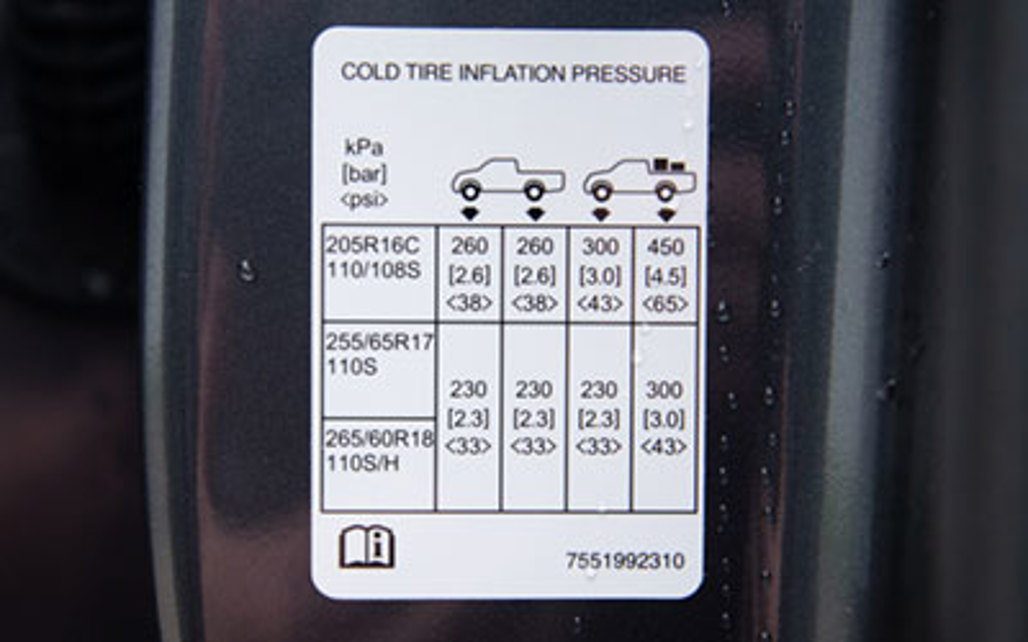 COLD TIRE INFLATION PRESSURE
kPa
[bar]
<psi>
205R16C 260 260 300 450
110/108S [2.6] [2.6] [3.0] [4.5]
<38> <38> <43> <65>
255/65R17
110S
230 230 230 300
[2.3] [2.3] [2.3] [3.0]
265/60R18 <33> <33> <33> <43>
110S/H
i
7551992310